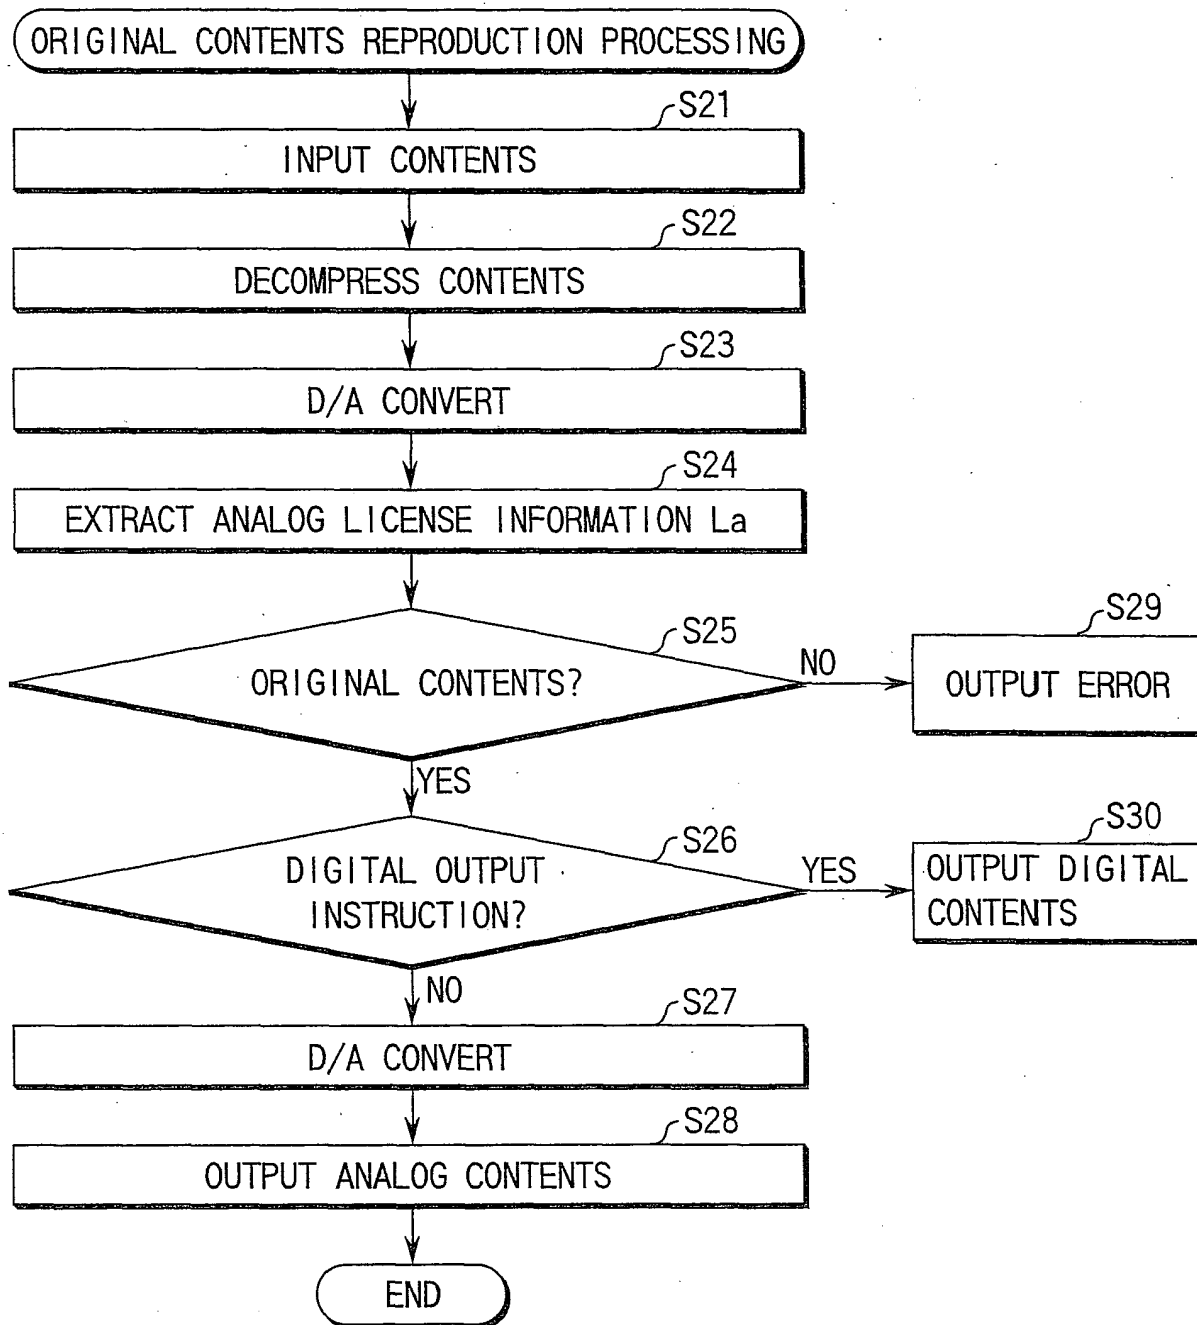 ORIGINAL CONTENTS REPRODUCTION PROCESSING
S21
INPUT CONTENTS
S22
DECOMPRESS CONTENTS
S23
D/A CONVERT
S24
EXTRACT ANALOG LICENSE INFORMATION La
S25
ORIGINAL CONTENTS?
NO
S29
OUTPUT ERROR
YES
S26
DIGITAL OUTPUT
INSTRUCTION?
YES
S30
OUTPUT DIGITAL
CONTENTS
NO
S27
D/A CONVERT
S28
OUTPUT ANALOG CONTENTS
END